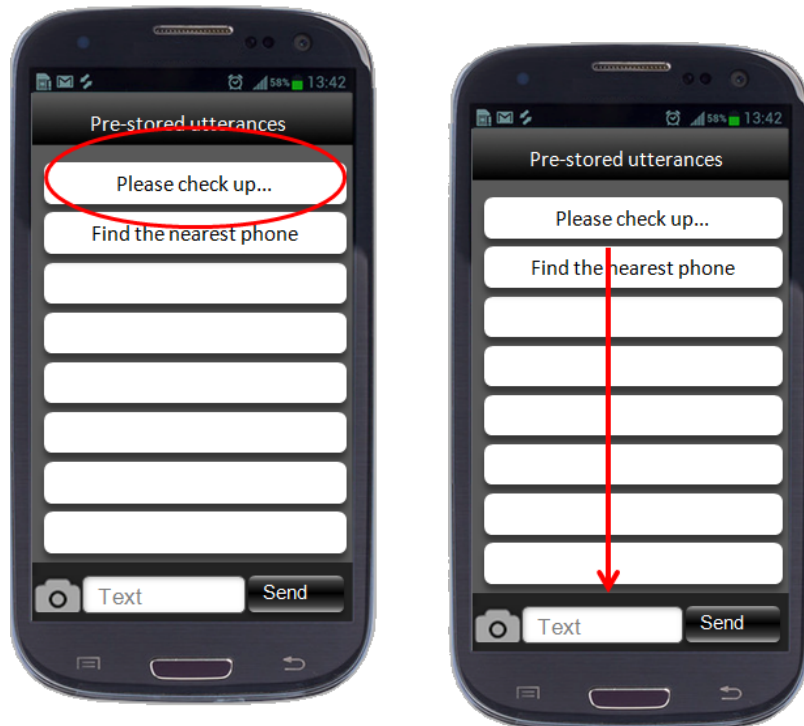 58% 13:42
Pre-stored utterances
Please check up...
Find the nearest phone
Text
Send
58% 13:42
Pre-stored utterances
Please check up...
Find the nearest phone
Text
Send